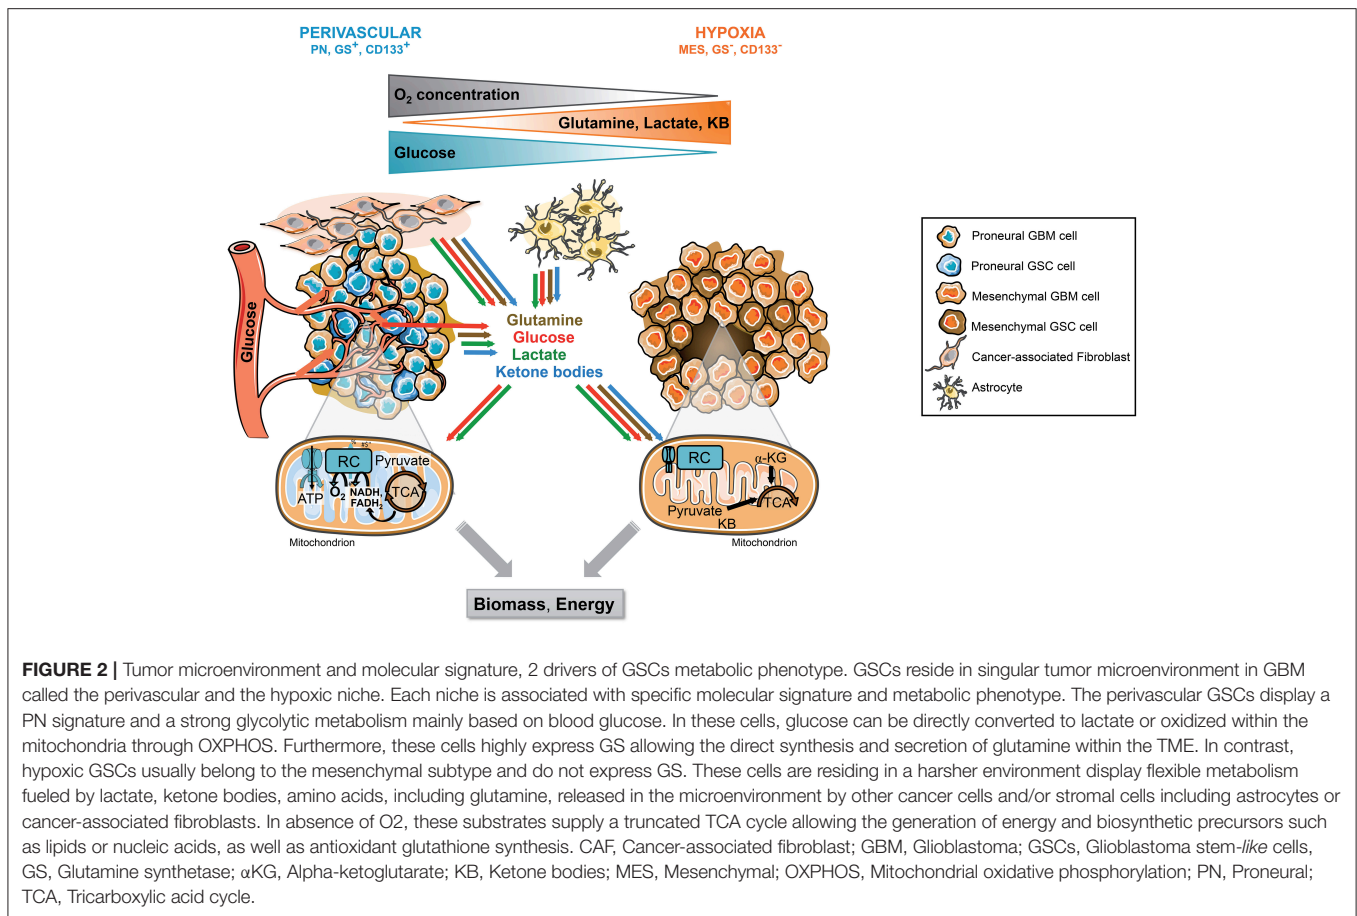 PERIVASCULAR
PN, GS+, CD133+
HYPOXIA
MES, GS-, CD133-
O2 concentration
Glutamine, Lactate, KB
Glucose
Glucose
Glutamine
Glucose
Lactate
Ketone bodies
Proneural GBM cell
Proneural GSC cell
Mesenchymal GBM cell
Mesenchymal GSC cell
Cancer-associated Fibroblast
Astrocyte
RC
Pyruvate
ATP
O2
NADH,
FADH2
TCA
Mitochondrion
RC
α-KG
TCA
Pyruvate
KB
Mitochondrion
Biomass, Energy
FIGURE 2 | Tumor microenvironment and molecular signature, 2 drivers of GSCs metabolic phenotype. GSCs reside in singular tumor microenvironment in GBM
called the perivascular and the hypoxic niche. Each niche is associated with specific molecular signature and metabolic phenotype. The perivascular GSCs display a
PN signature and a strong glycolytic metabolism mainly based on blood glucose. In these cells, glucose can be directly converted to lactate or oxidized within the
mitochondria through OXPHOS. Furthermore, these cells highly express GS allowing the direct synthesis and secretion of glutamine within the TME. In contrast,
hypoxic GSCs usually belong to the mesenchymal subtype and do not express GS. These cells are residing in a harsher environment display flexible metabolism
fueled by lactate, ketone bodies, amino acids, including glutamine, released in the microenvironment by other cancer cells and/or stromal cells including astrocytes or
cancer-associated fibroblasts. In absence of O2, these substrates supply a truncated TCA cycle allowing the generation of energy and biosynthetic precursors such
as lipids or nucleic acids, as well as antioxidant glutathione synthesis. CAF, Cancer-associated fibroblast; GBM, Glioblastoma; GSCs, Glioblastoma stem-like cells,
GS, Glutamine synthetase; αKG, Alpha-ketoglutarate; KB, Ketone bodies; MES, Mesenchymal; OXPHOS, Mitochondrial oxidative phosphorylation; PN, Proneural;
TCA, Tricarboxylic acid cycle.